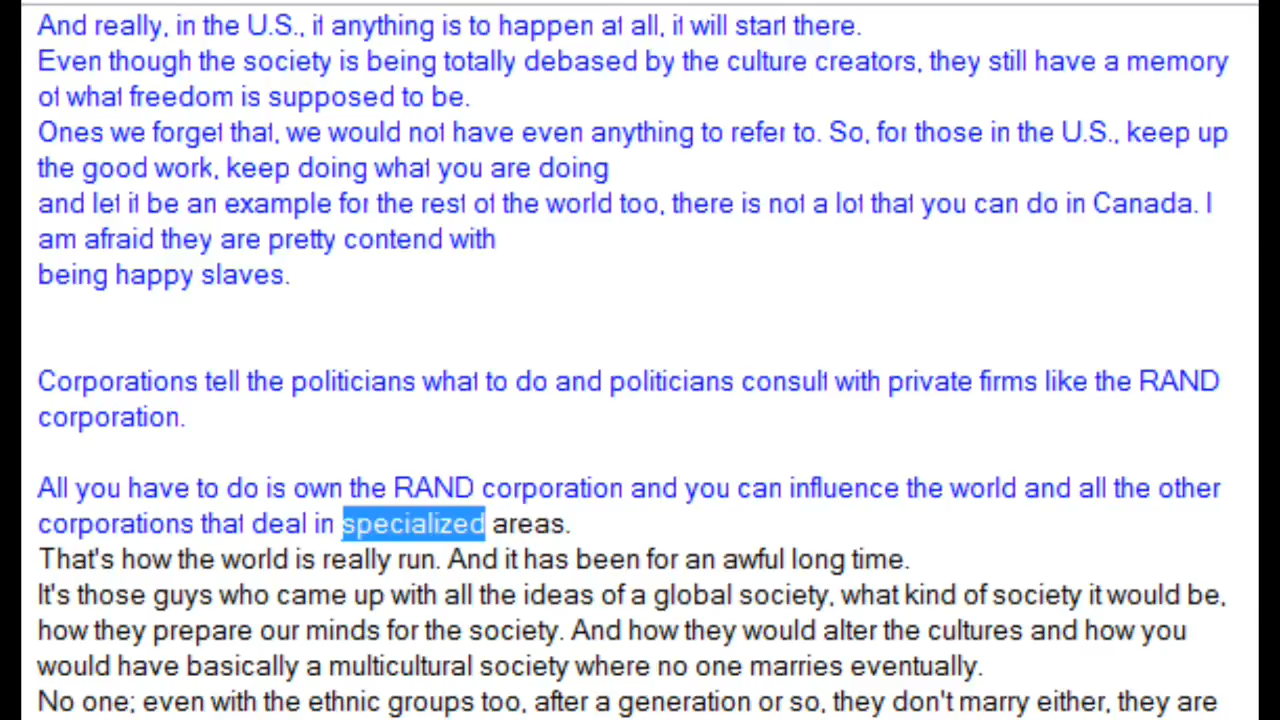 And really, in the U.S., if anything is to happen at all, it will start there.
Even though the society is being totally debased by the culture creators, they still have a memory
of what freedom is supposed to be.
Ones we forget that, we would not have even anything to refer to. So, for those in the U.S., keep up
the good work, keep doing what you are doing
and let it be an example for the rest of the world too, there is not a lot that you can do in Canada. I
am afraid they are pretty contend with
being happy slaves.
Corporations tell the politicians what to do and politicians consult with private firms like the RAND
corporation.
All you have to do is own the RAND corporation and you can influence the world and all the other
corporations that deal in specialized areas.
That's how the world is really run. And it has been for an awful long time.
It's those guys who came up with all the ideas of a global society, what kind of society it would be,
how they prepare our minds for the society. And how they would alter the cultures and how you
would have basically a multicultural society where no one marries eventually.
No one; even with the ethnic groups too, after a generation or so, they don't marry either, they are